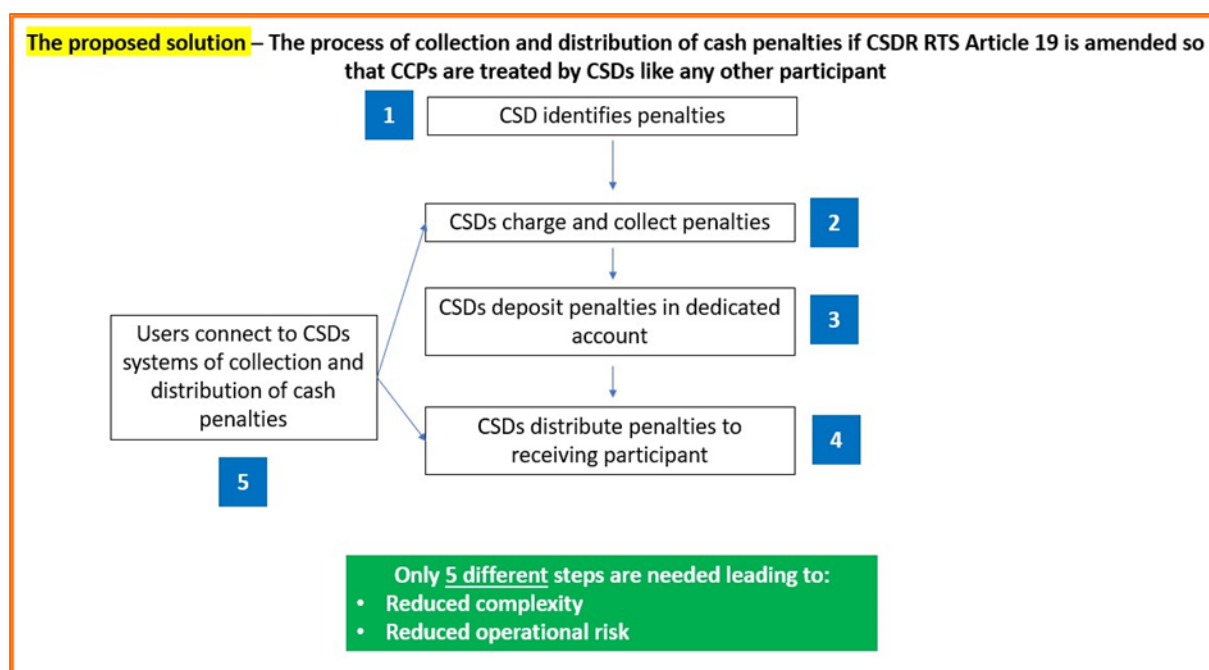 The proposed solution – The process of collection and distribution of cash penalties if CSDR RTS Article 19 is amended so
that CCPs are treated by CSDs like any other participant
1
CSD identifies penalties
CSDs charge and collect penalties
2
CSDs deposit penalties in dedicated
account
3
Users connect to CSDs
systems of collection and
distribution of cash
penalties
CSDs distribute penalties to
receiving participant
4
5
Only 5 different steps are needed leading to:
• Reduced complexity
• Reduced operational risk